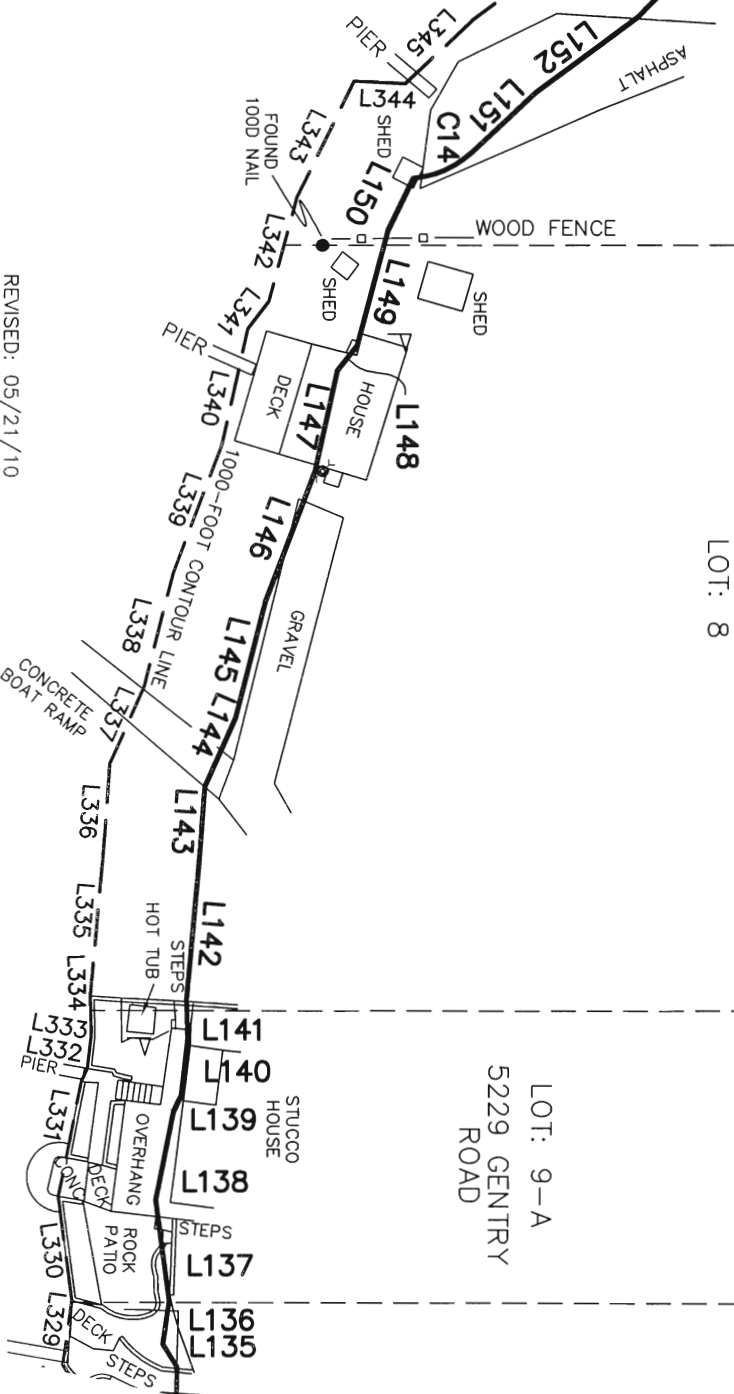 L345
PIER
L152
ASPHALT
L151
L344
C14
SHED
L343
FOUND
100D NAIL
L150
WOOD FENCE
L342
SHED
L149
SHED
L341
PIER
REVISED: 05/21/10
L340
DECK
HOUSE
L147
L148
L339
1000-FOOT CONTOUR LINE
L146
LOT: 8
L338
GRAVEL
L145
L144
CONCRETE
BOAT RAMP
L337
L336
L143
L335
L142
HOT TUB
STEPS
L334
L333
L141
L332
L140
PIER
L331
L139
STUCCO
HOUSE
OVERHANG
LOT: 9-A
5229 GENTRY
ROAD
CONC
DECK
L138
STEPS
L330
ROCK
PATIO
L137
L329
DECK
L136
L135
STEPS